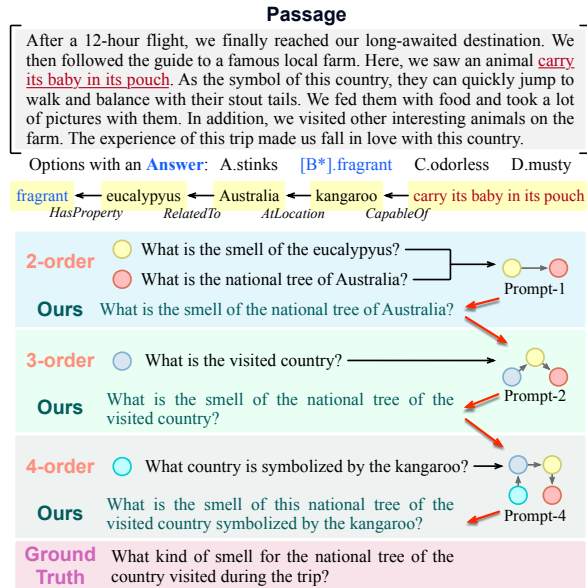 Passage
After a 12-hour flight, we finally reached our long-awaited destination. We
then followed the guide to a famous local farm. Here, we saw an animal carry
its baby in its pouch. As the symbol of this country, they can quickly jump to
walk and balance with their stout tails. We fed them with food and took a lot
of pictures with them. In addition, we visited other interesting animals on the
farm. The experience of this trip made us fall in love with this country.
Options with an Answer: A.stinks [B*].fragrant C.odorless D.musty
fragrant eucalypyus Australia kangaroo carry its baby in its pouch
HasProperty RelatedTo AtLocation CapableOf
2-order
What is the smell of the eucalypyus?
What is the national tree of Australia?
Prompt-1
Ours What is the smell of the national tree of Australia?
3-order What is the visited country?
Prompt-2
Ours What is the smell of the national tree of the
visited country?
4-order What country is symbolized by the kangaroo?
Prompt-4
Ours What is the smell of this national tree of the
visited country symbolized by the kangaroo?
Ground Truth What kind of smell for the national tree of the
country visited during the trip?